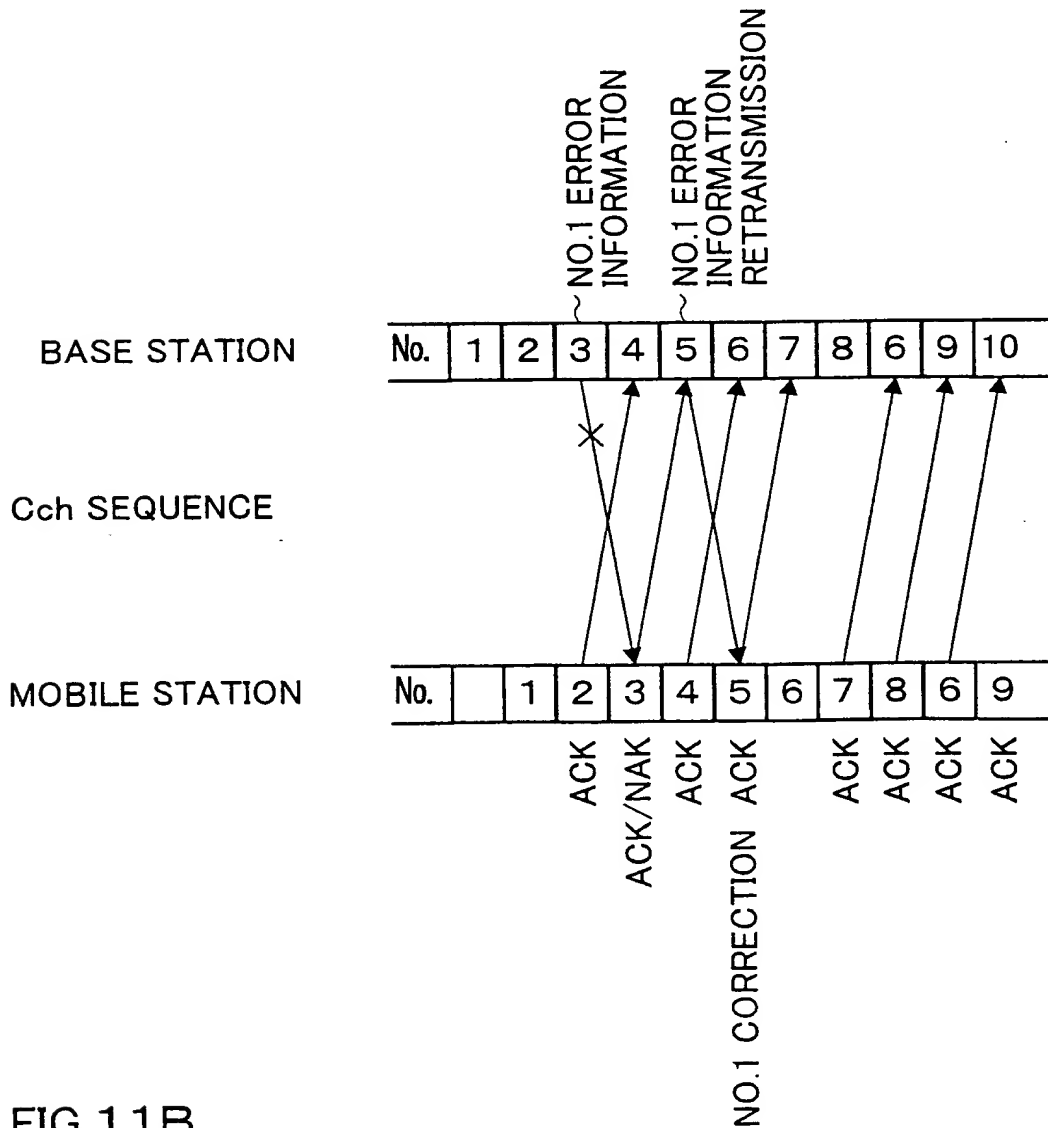 NO.1 ERROR
INFORMATION
NO.1 ERROR
INFORMATION
RETRANSMISSION
BASE STATION
No. 1 2 3 4 5 6 7 8 6 9 10
Cch SEQUENCE
MOBILE STATION
No. 1 2 3 4 5 6 7 8 6 9
ACK
ACK/NAK
ACK
NO.1 CORRECTION ACK
ACK
ACK
ACK
ACK
FIG.11B